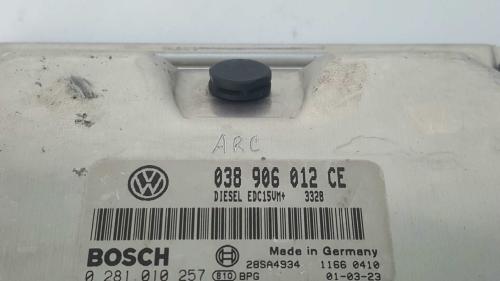 ARC
038 906 012 CE
DIESEL EDC15VM+ 3328
BOSCH
Made in Germany
28SA4934 1166 0410
0 281 010 257 810 BPG 01-03-23